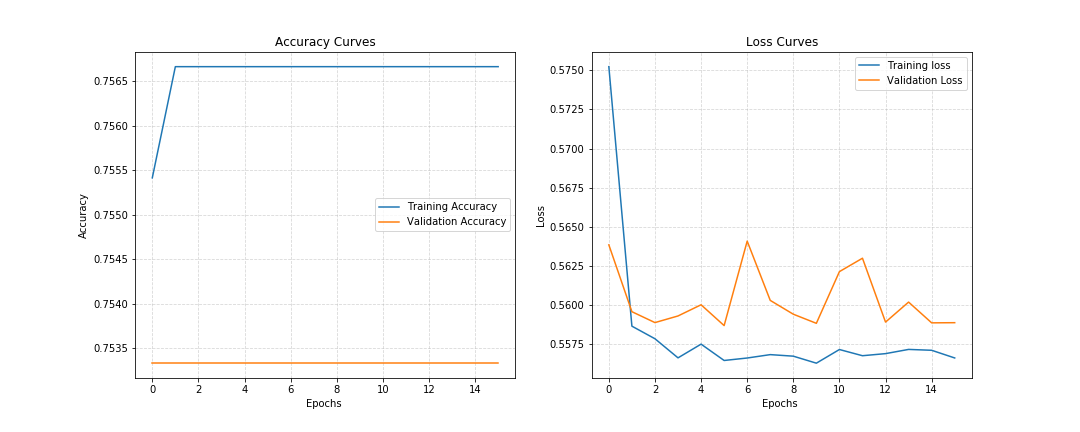 Accuracy Curves
Accuracy
0.7565
0.7560
0.7555
0.7550
0.7545
0.7540
0.7535
Training Accuracy
Validation Accuracy
0 2 4 6 8 10 12 14
Epochs
Loss Curves
Loss
0.5750
0.5725
0.5700
0.5675
0.5650
0.5625
0.5600
0.5575
Training loss
Validation Loss
0 2 4 6 8 10 12 14
Epochs